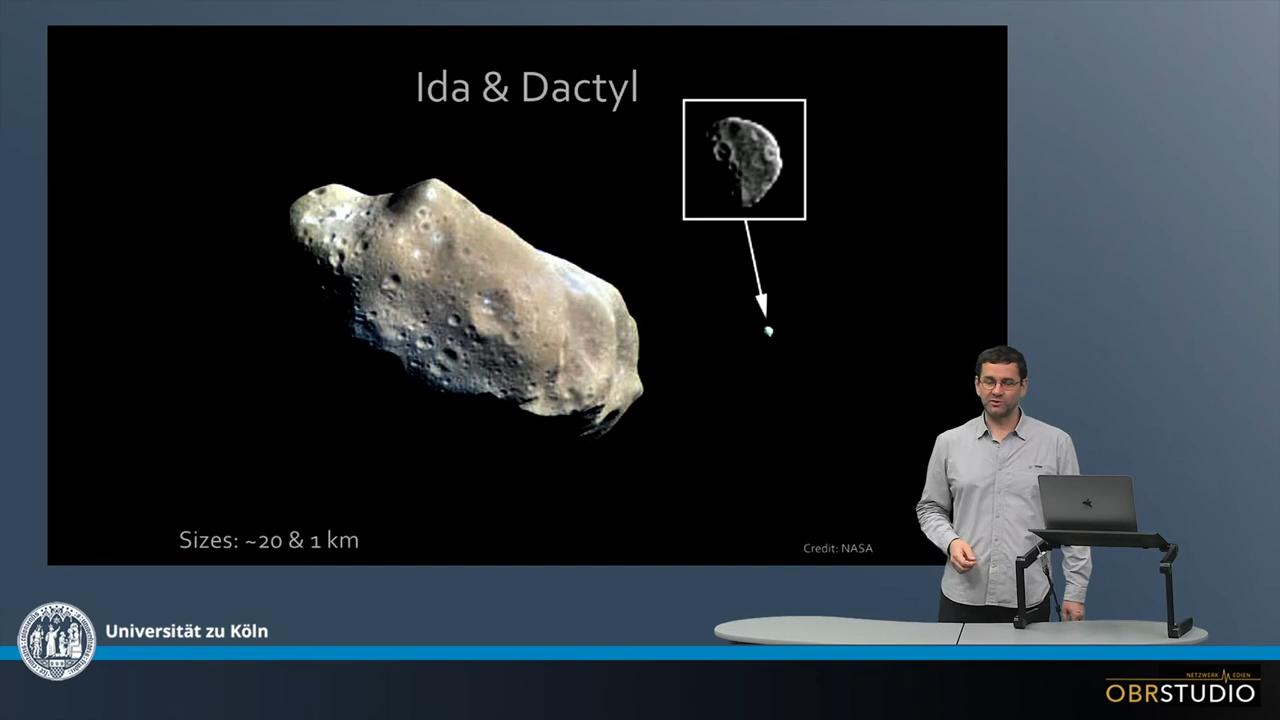 Ida & Dactyl
Sizes: ~20 & 1 km
Credit: NASA
Universität zu Köln
NETZWERK MEDIEN
OBRSTUDIO